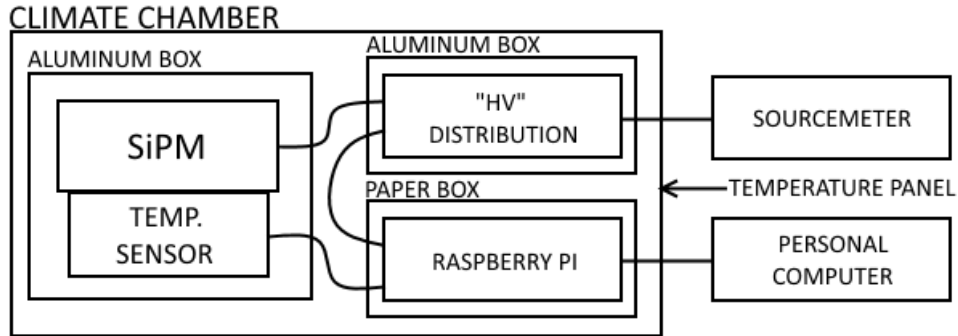 CLIMATE CHAMBER
ALUMINUM BOX
SiPM
TEMP.
SENSOR
ALUMINUM BOX
"HV"
DISTRIBUTION
PAPER BOX
RASPBERRY PI
SOURCEMETER
TEMPERATURE PANEL
PERSONAL
COMPUTER